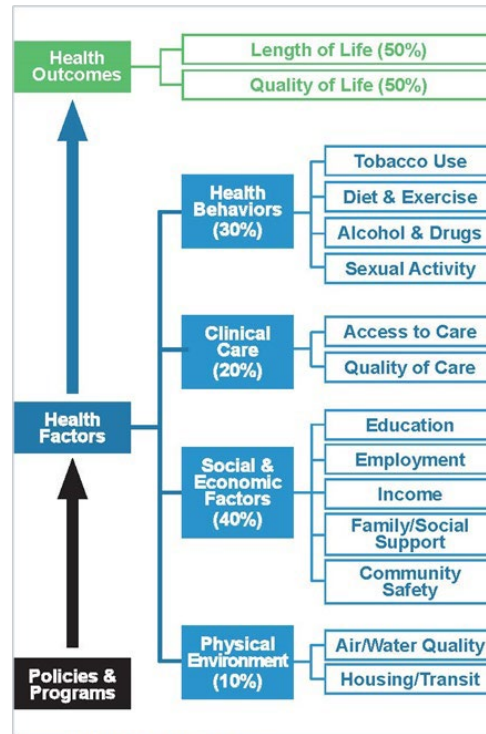 Health
Outcomes
Length of Life (50%)
Quality of Life (50%)
Health
Behaviors
(30%)
Tobacco Use
Diet & Exercise
Alcohol & Drugs
Sexual Activity
Clinical
Care
(20%)
Access to Care
Quality of Care
Health
Factors
Social &
Economic
Factors
(40%)
Education
Employment
Income
Family/Social
Support
Community
Safety
Physical
Environment
(10%)
Air/Water Quality
Housing/Transit
Policies &
Programs